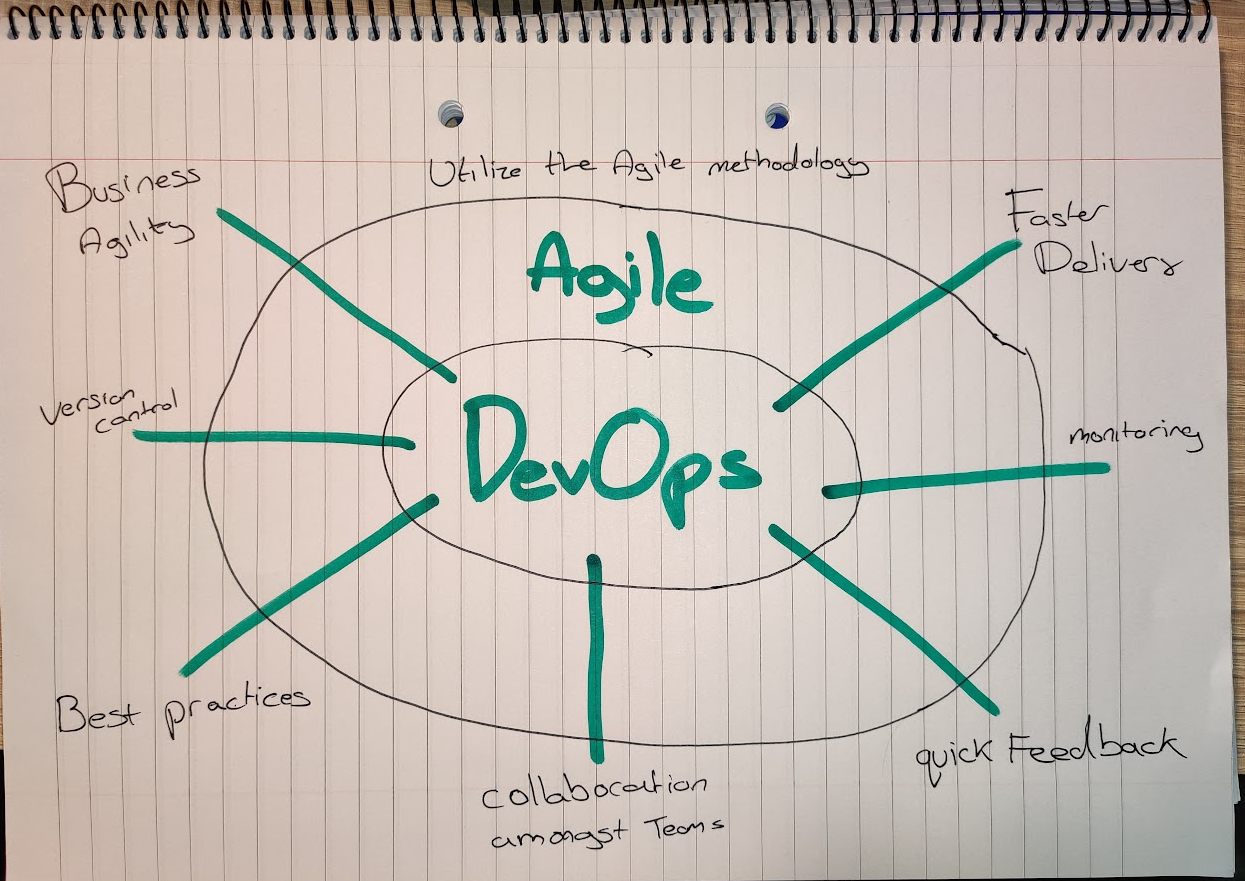 Utilize the Agile methodology
Business
Agility
Faster
Delivery
Agile
version
control
DevOps
monitoring
Best practices
quick Feedback
collaboration
amongst Teams